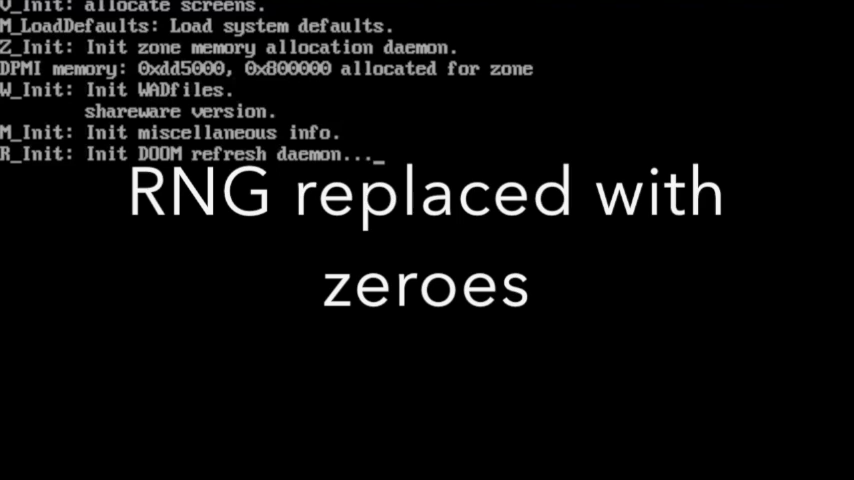 V_Init: allocate screens.
M_LoadDefaults: Load system defaults.
Z_Init: Init zone memory allocation daemon.
DPMI memory: 0xdd5000, 0x800000 allocated for zone
W_Init: Init WADfiles.
shareware version.
M_Init: Init miscellaneous info.
R_Init: Init DOOM refresh daemon..._
RNG replaced with
zeroes